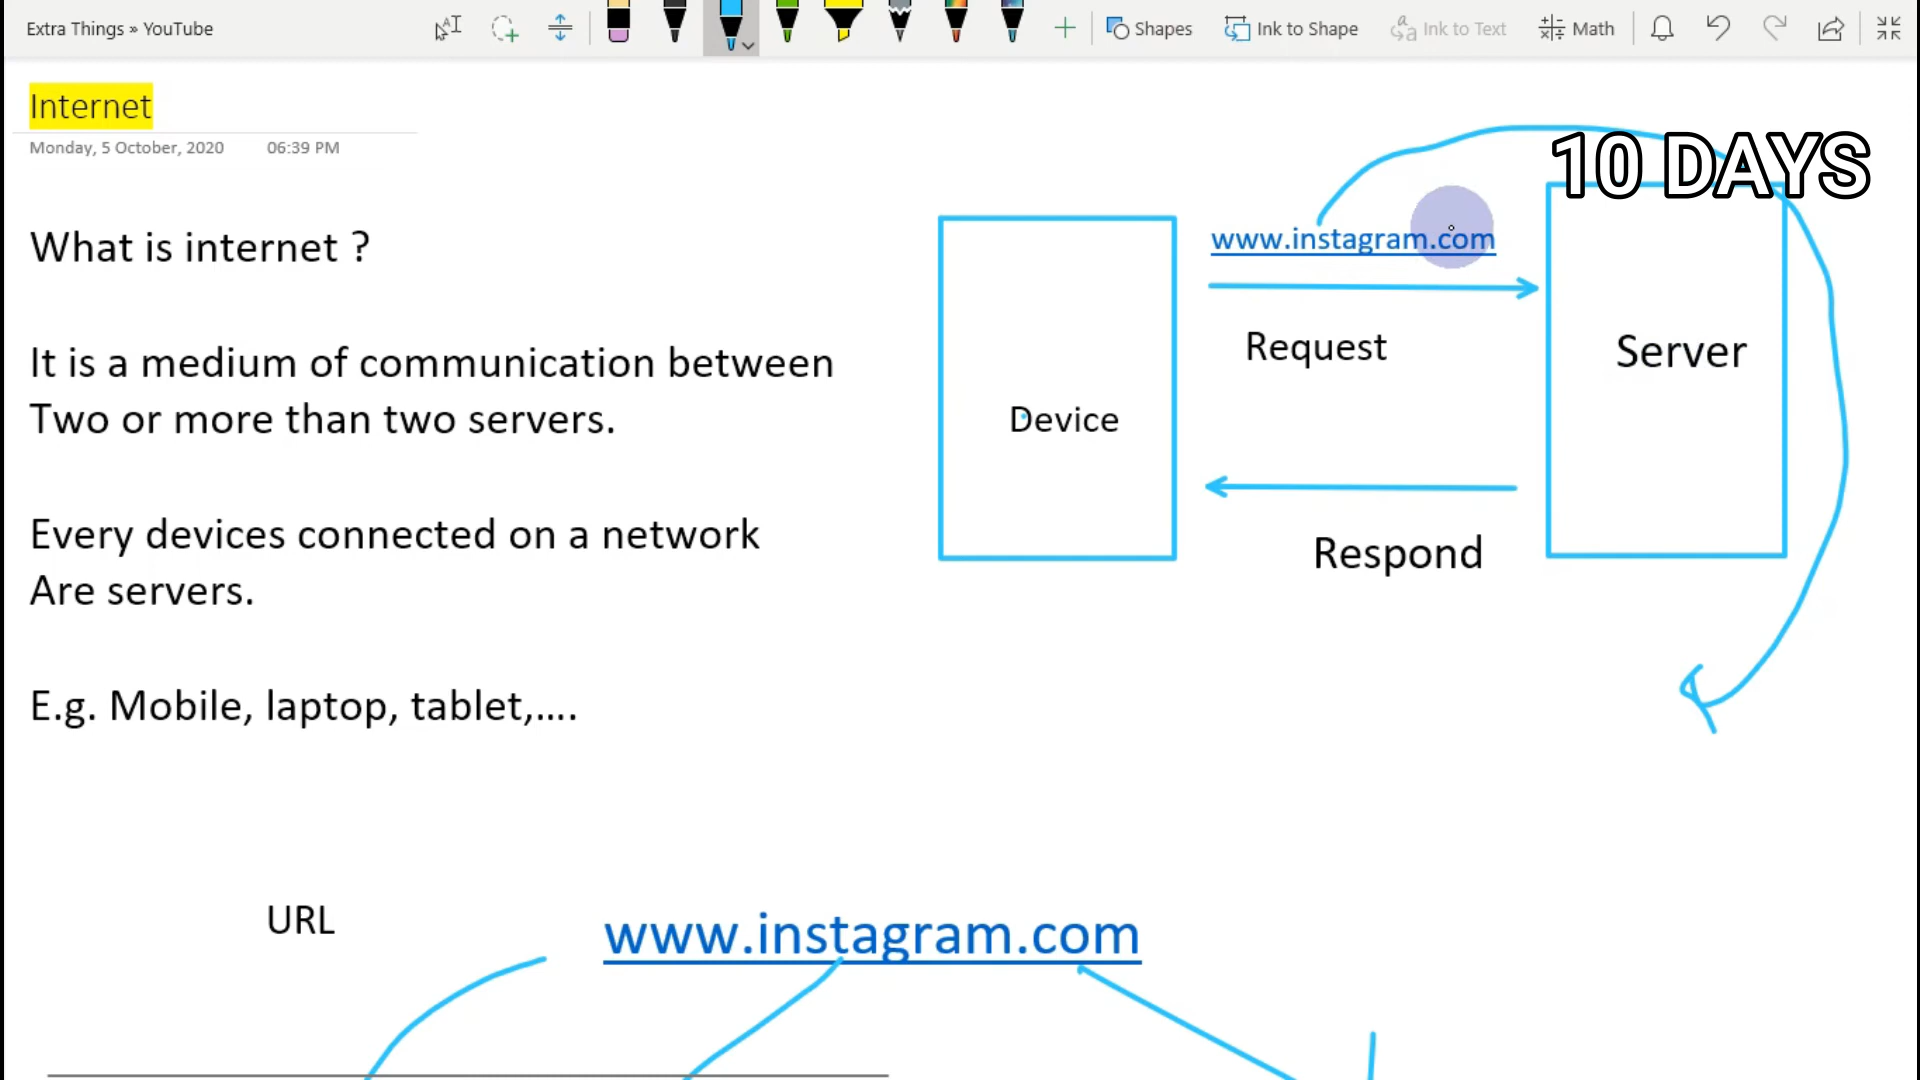 Extra Things » YouTube
Shapes
Ink to Shape
Ink to Text
Math
Internet
Monday, 5 October, 2020 06:39 PM
10 DAYS
What is internet ?
It is a medium of communication between
Two or more than two servers.
Every devices connected on a network
Are servers.
E.g. Mobile, laptop, tablet,....
Device
www.instagram.com
Request
Server
Respond
URL
www.instagram.com